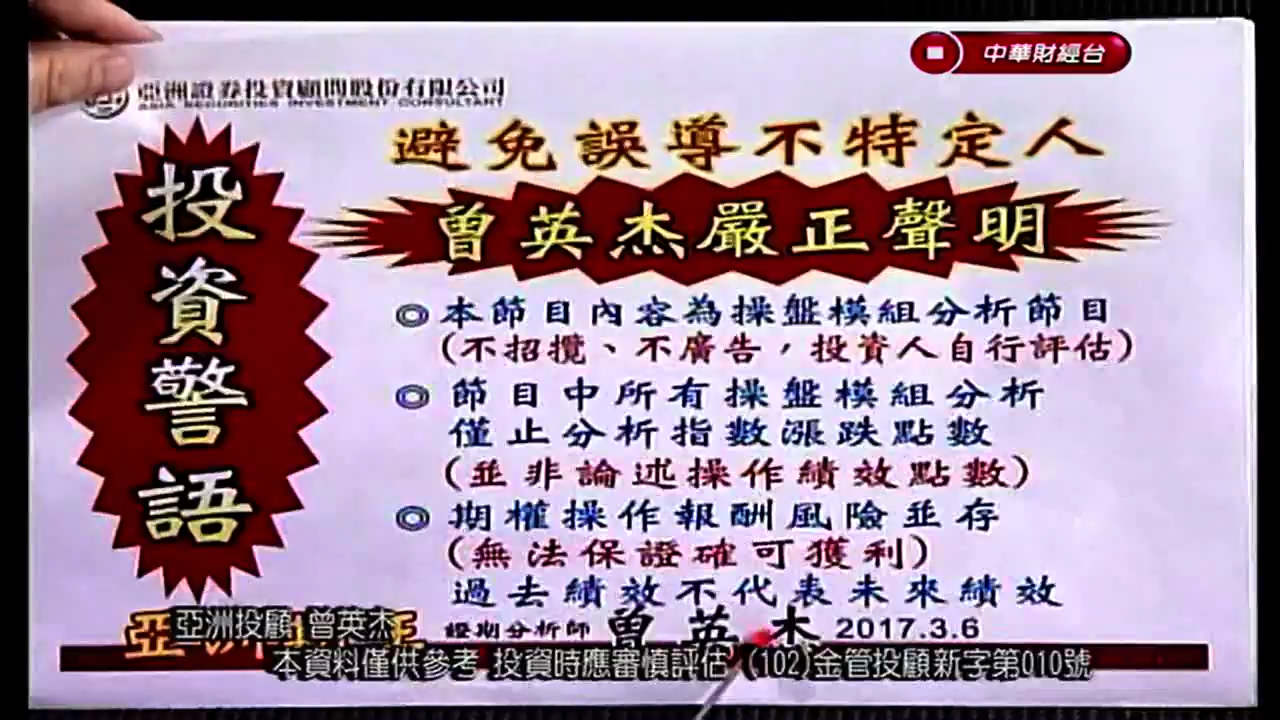 中華財經台
亞洲證券投資顧問股份有限公司
ASIA SECURITIES INVESTMENT CONSULTANT
投資警語
避免誤導不特定人
曾英杰嚴正聲明
◎本節目內容為操盤模組分析節目
(不招攬、不廣告，投資人自行評估)
◎節目中所有操盤模組分析
僅止分析指數漲跌點數
(並非論述操作績效點數)
◎期權操作報酬風險並存
(無法保證確可獲利)
過去績效不代表未來績效
亞洲投顧 曾英杰
證期分析師 曾英杰 2017.3.6
本資料僅供參考 投資時應審慎評估 (102)金管投顧新字第010號